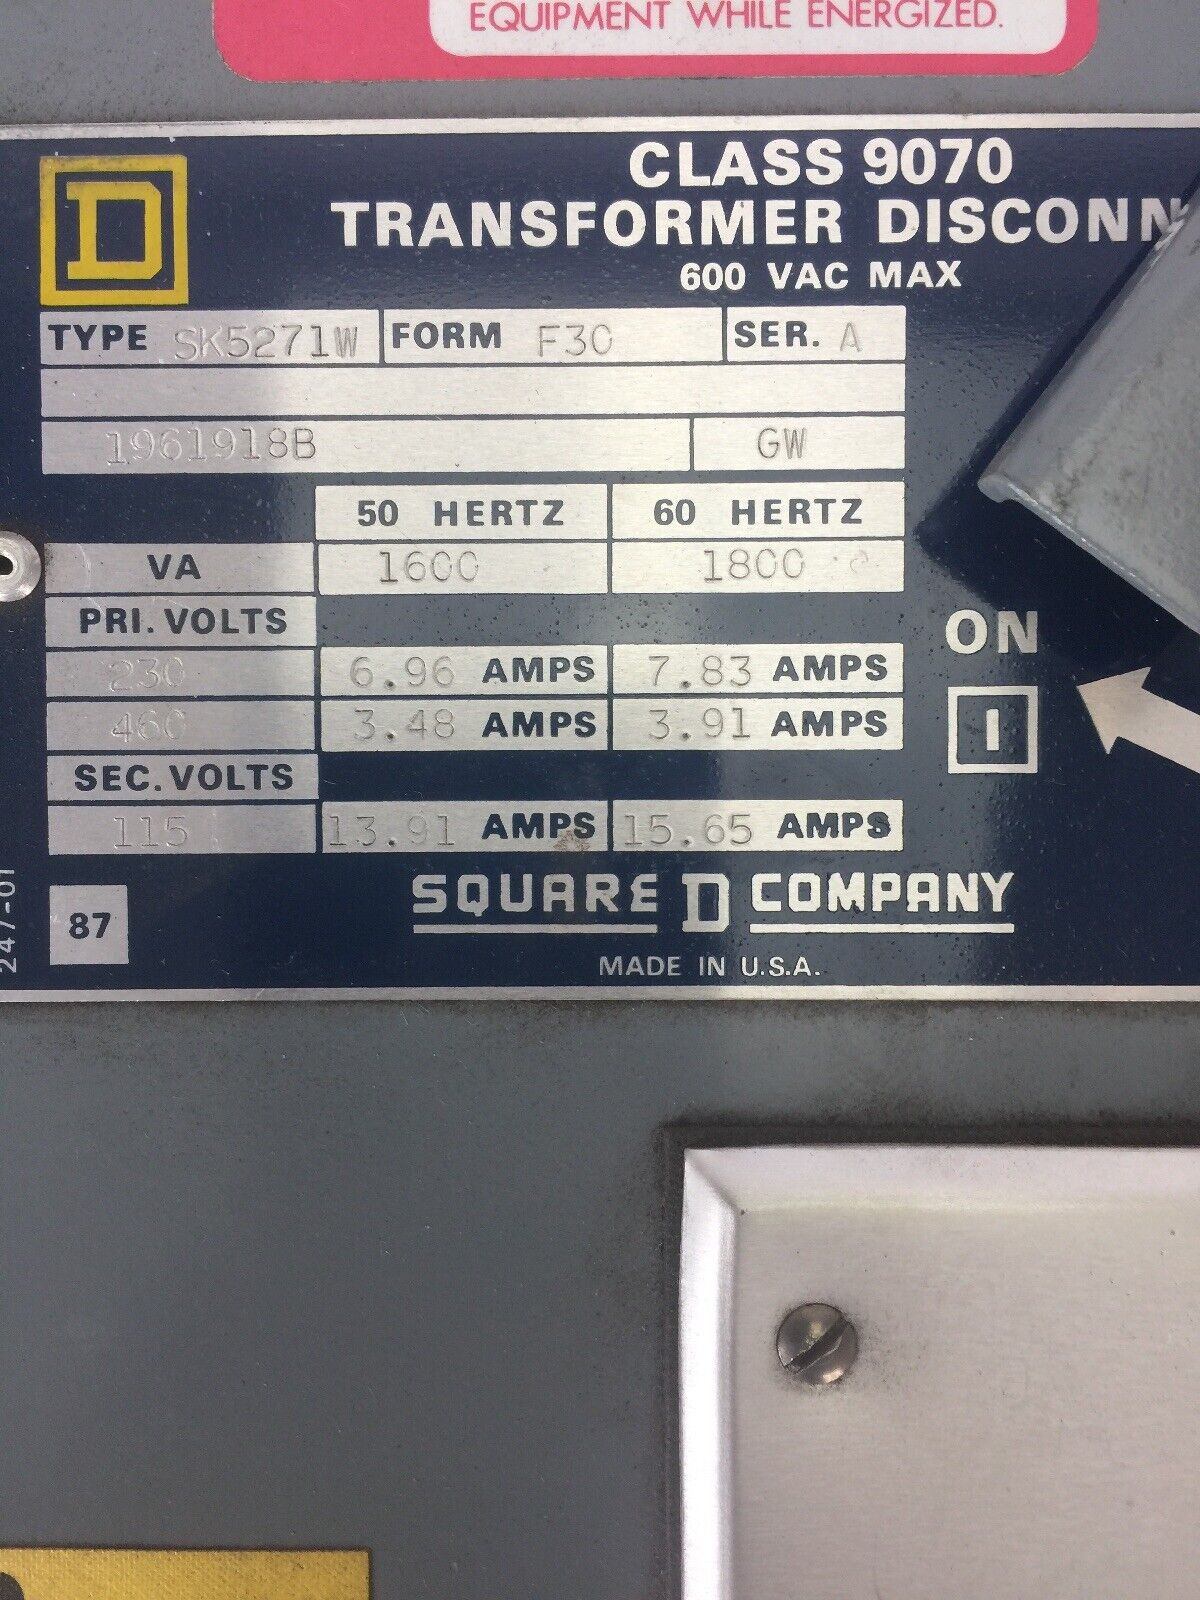 EQUIPMENT WHILE ENERGIZED.
D
CLASS 9070
TRANSFORMER DISCONN
600 VAC MAX
TYPE SK5271W FORM F30 SER. A
1961918B GW
50 HERTZ 60 HERTZ
VA 1600 1800
PRI. VOLTS
230 6.96 AMPS 7.83 AMPS
460 3.48 AMPS 3.91 AMPS
SEC. VOLTS
115 13.91 AMPS 15.65 AMPS
ON
I
87
SQUARE D COMPANY
MADE IN U.S.A.
247-01